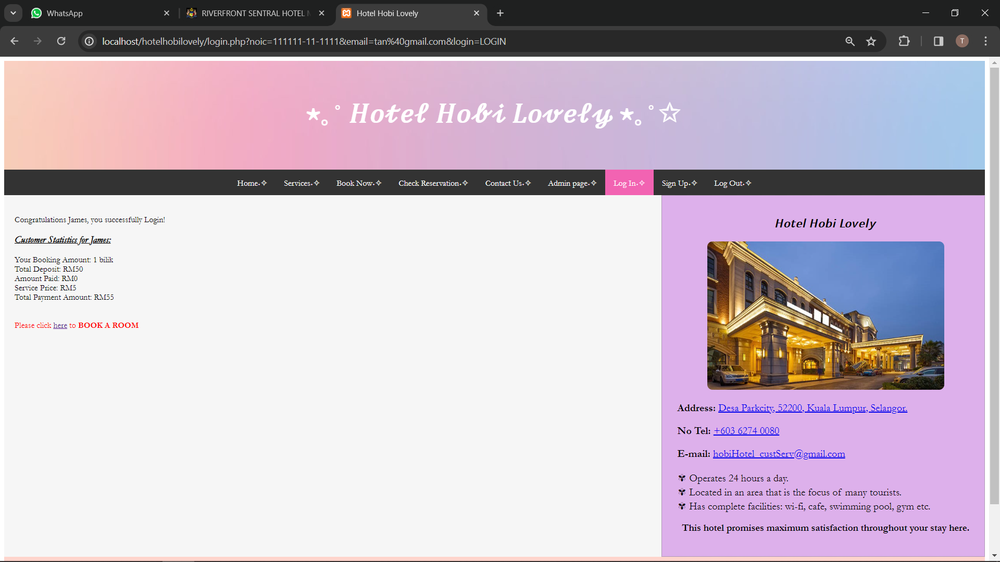 WhatsApp
RIVERFRONT SENTRAL HOTEL
Hotel Hobi Lovely
localhost/hotelhobilovely/login.php?noic=111111-11-1111&email=tan%40gmail.com&login=LOGIN
T
⋆｡˚ Hotel Hobi Lovely ⋆｡˚☆
Home˖✧ Services˖✧ Book Now˖✧ Check Reservation˖✧ Contact Us˖✧ Admin page˖✧ Log In˖✧ Sign Up˖✧ Log Out˖✧
Congratulations James, you successfully Login!
Customer Statistics for James:
Your Booking Amount: 1 bilik
Total Deposit: RM50
Amount Paid: RM0
Service Price: RM5
Total Payment Amount: RM55
Please click here to BOOK A ROOM
Hotel Hobi Lovely
Address: Desa Parkcity, 52200, Kuala Lumpur, Selangor.
No Tel: +603 6274 0080
E-mail: hobiHotel_custServ@gmail.com
Operates 24 hours a day.
Located in an area that is the focus of many tourists.
Has complete facilities: wi-fi, cafe, swimming pool, gym etc.
This hotel promises maximum satisfaction throughout your stay here.